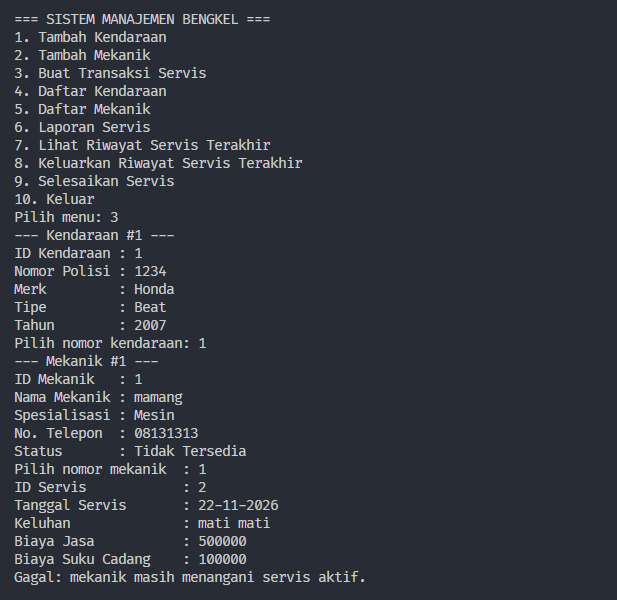 === SISTEM MANAJEMEN BENGKEL ===
1. Tambah Kendaraan
2. Tambah Mekanik
3. Buat Transaksi Servis
4. Daftar Kendaraan
5. Daftar Mekanik
6. Laporan Servis
7. Lihat Riwayat Servis Terakhir
8. Keluarkan Riwayat Servis Terakhir
9. Selesaikan Servis
10. Keluar
Pilih menu: 3
--- Kendaraan #1 ---
ID Kendaraan : 1
Nomor Polisi : 1234
Merk         : Honda
Tipe         : Beat
Tahun        : 2007
Pilih nomor kendaraan: 1
--- Mekanik #1 ---
ID Mekanik   : 1
Nama Mekanik : mamang
Spesialisasi : Mesin
No. Telepon  : 08131313
Status       : Tidak Tersedia
Pilih nomor mekanik  : 1
ID Servis            : 2
Tanggal Servis       : 22-11-2026
Keluhan              : mati mati
Biaya Jasa           : 500000
Biaya Suku Cadang    : 100000
Gagal: mekanik masih menangani servis aktif.